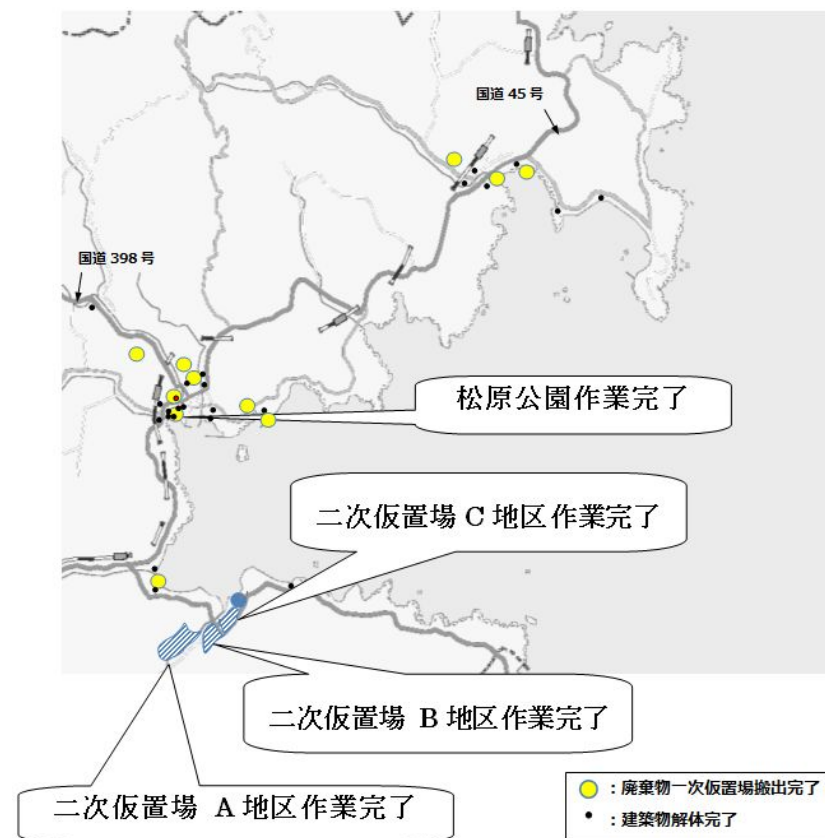 国道 45 号
国道 398 号
松原公園作業完了
二次仮置場 C 地区作業完了
二次仮置場 B 地区作業完了
二次仮置場 A 地区作業完了
：廃棄物一次仮置場搬出完了
：建築物解体完了